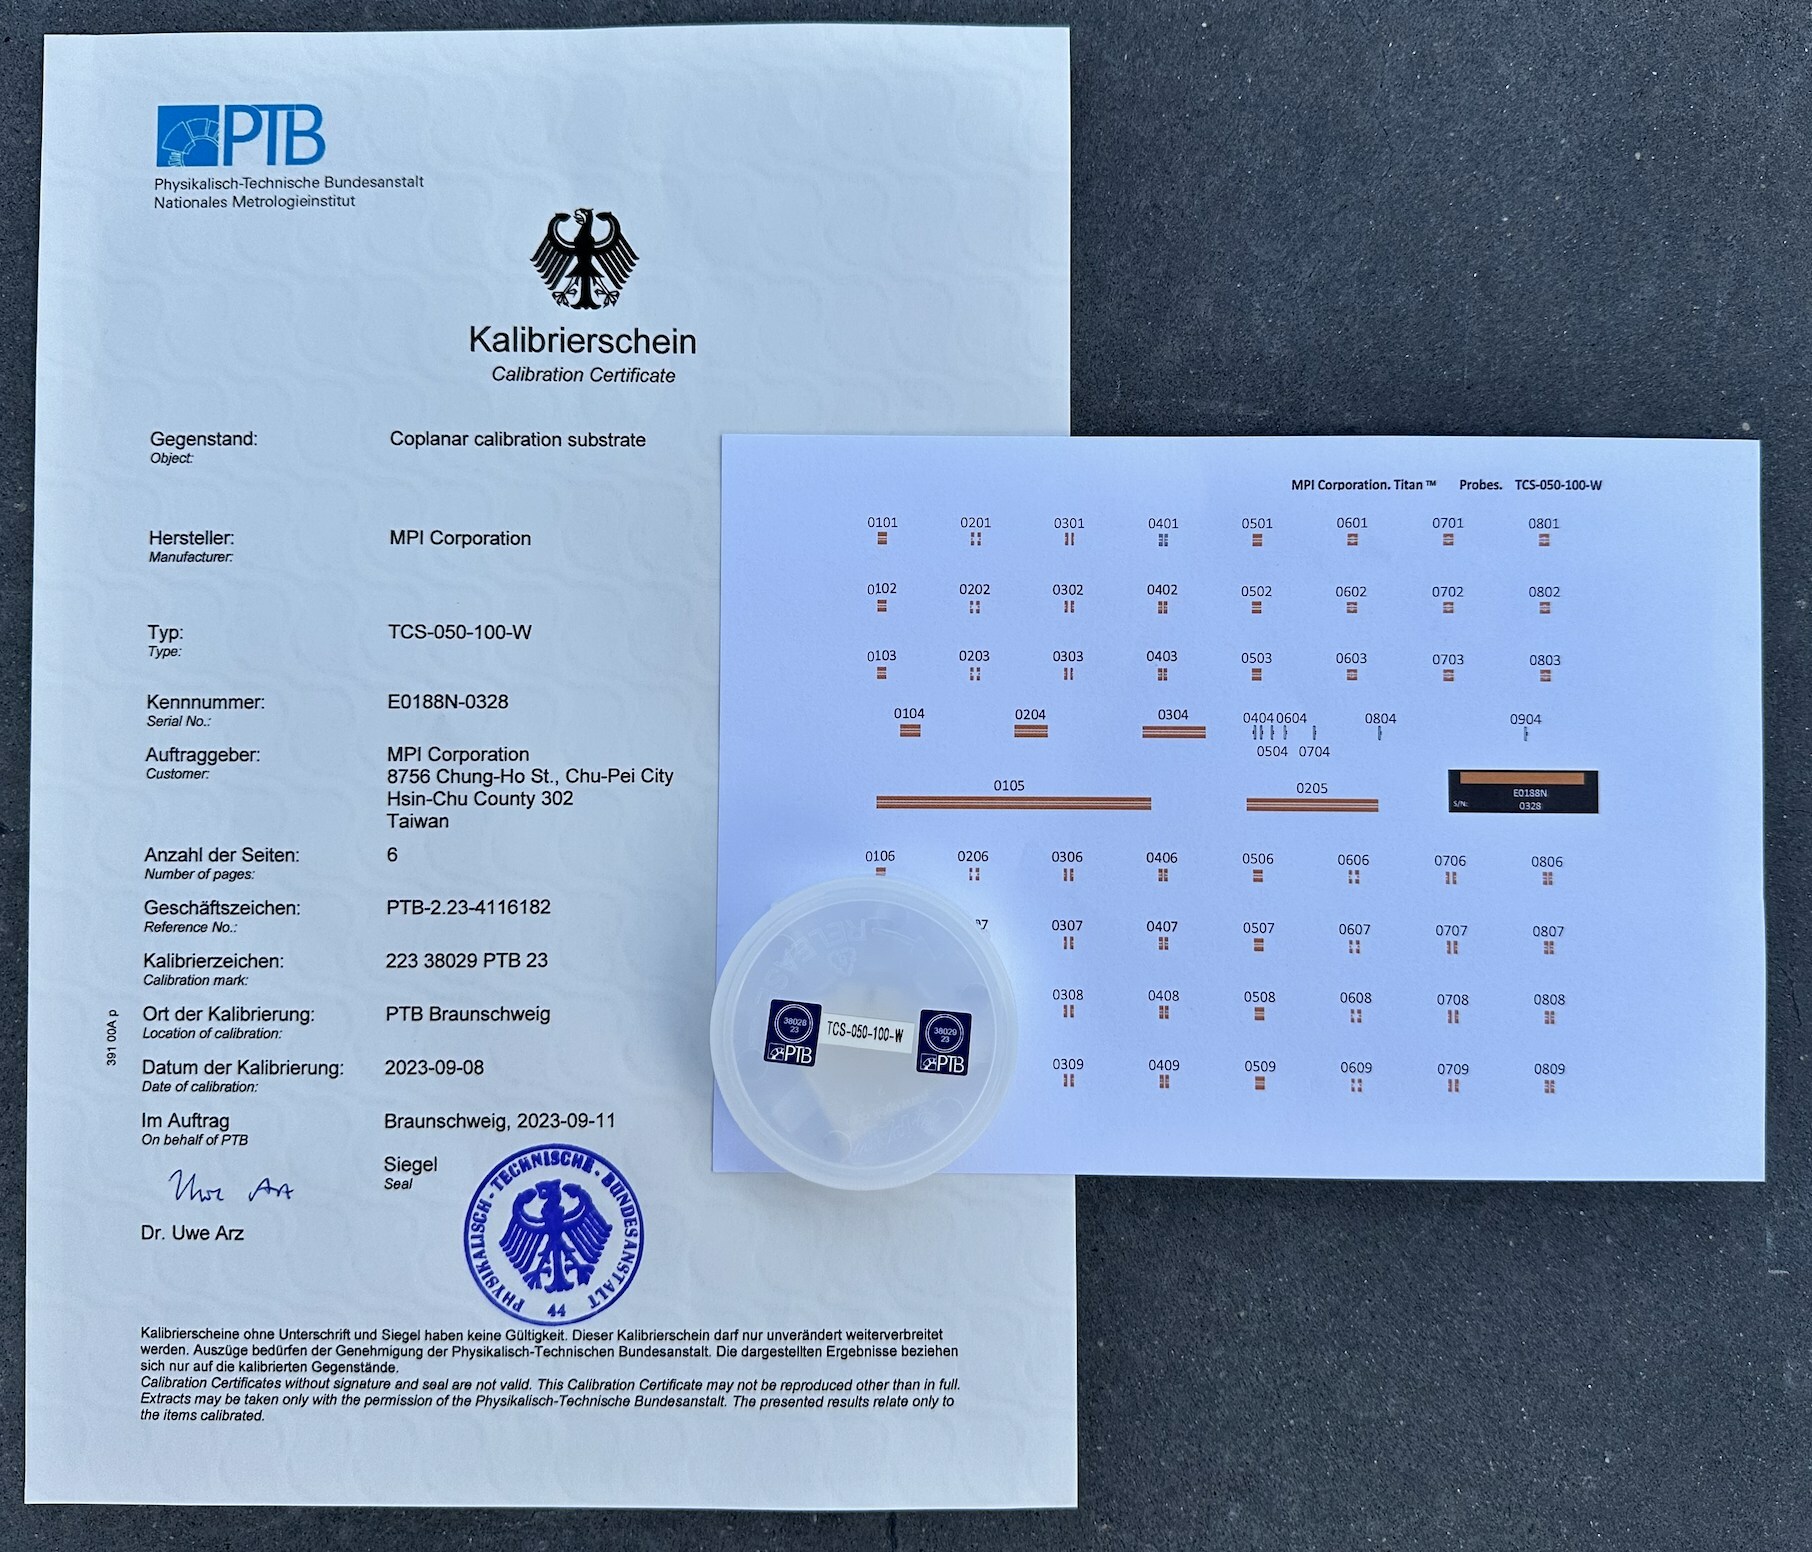 PTB
Physikalisch-Technische Bundesanstalt
Nationales Metrologieinstitut
Kalibrierschein
Calibration Certificate
Gegenstand: Coplanar calibration substrate
Object:
Hersteller: MPI Corporation
Manufacturer:
Typ: TCS-050-100-W
Type:
Kennnummer: E0188N-0328
Serial No.:
Auftraggeber: MPI Corporation
Customer: 8756 Chung-Ho St., Chu-Pei City
Hsin-Chu County 302
Taiwan
Anzahl der Seiten: 6
Number of pages:
Geschäftszeichen: PTB-2.23-4116182
Reference No.:
Kalibrierzeichen: 223 38029 PTB 23
Calibration mark:
Ort der Kalibrierung: PTB Braunschweig
Location of calibration:
Datum der Kalibrierung: 2023-09-08
Date of calibration:
Im Auftrag Braunschweig, 2023-09-11
On behalf of PTB
Siegel
Seal
Uwe Arz
Dr. Uwe Arz
PHYSIKALISCH-TECHNISCHE-BUNDESANSTALT
44
391 00A p
Kalibrierscheine ohne Unterschrift und Siegel haben keine Gültigkeit. Dieser Kalibrierschein darf nur unverändert weiterverbreitet
werden. Auszüge bedürfen der Genehmigung der Physikalisch-Technischen Bundesanstalt. Die dargestellten Ergebnisse beziehen
sich nur auf die kalibrierten Gegenstände.
Calibration Certificates without signature and seal are not valid. This Calibration Certificate may not be reproduced other than in full.
Extracts may be taken only with the permission of the Physikalisch-Technische Bundesanstalt. The presented results relate only to
the items calibrated.
MPI Corporation. Titan™ Probes. TCS-050-100-W
0101 0201 0301 0401 0501 0601 0701 0801
0102 0202 0302 0402 0502 0602 0702 0802
0103 0203 0303 0403 0503 0603 0703 0803
0104 0204 0304 0404 0604 0804 0904
0504 0704
0105 0205
E0188N
S/N: 0328
0106 0206 0306 0406 0506 0606 0706 0806
0307 0407 0507 0607 0707 0807
0308 0408 0508 0608 0708 0808
0309 0409 0509 0609 0709 0809
38028
23
PTB
TCS-050-100-W
38029
23
PTB